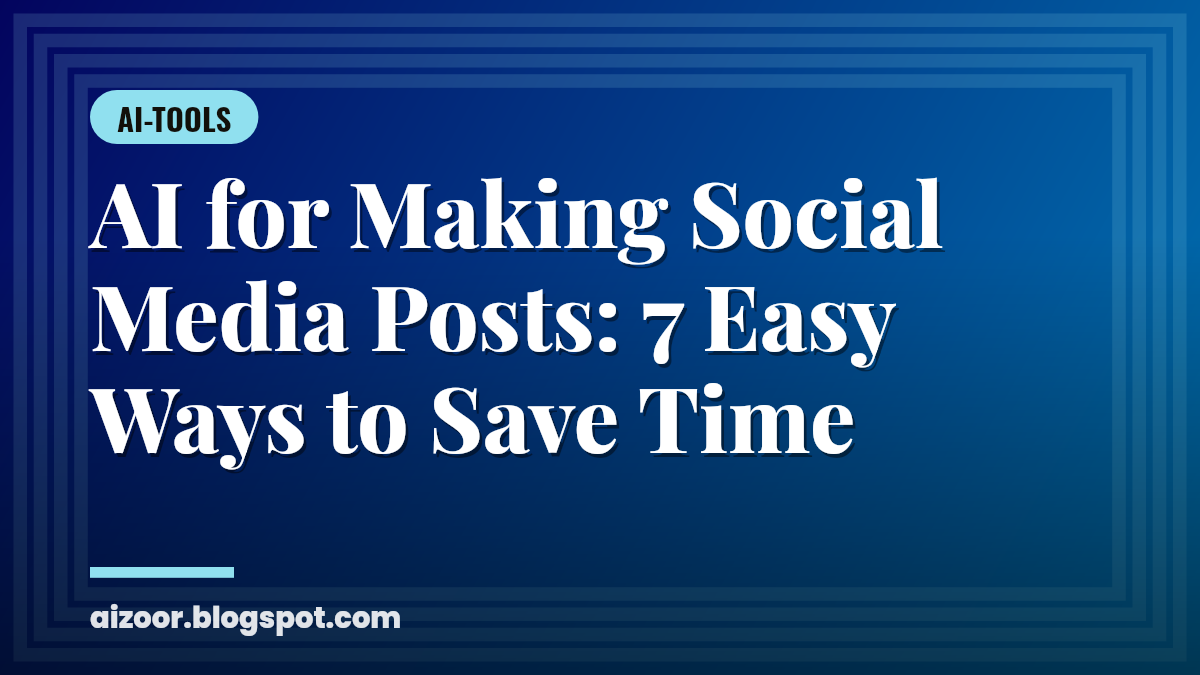 AI-TOOLS
AI for Making Social
Media Posts: 7 Easy
Ways to Save Time
aizoor.blogspot.com